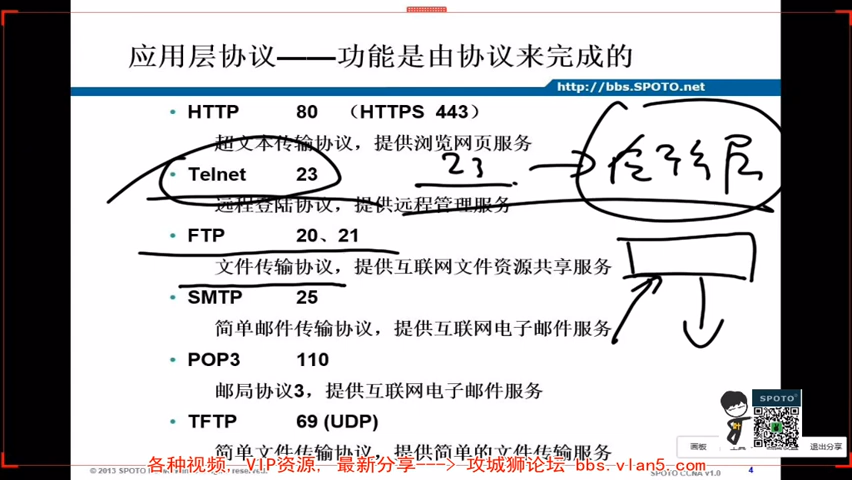 应用层协议——功能是由协议来完成的
http://bbs.SPOTO.net
• HTTP 80 （HTTPS 443）
超文本传输协议，提供浏览网页服务
23
传输层
• Telnet 23
远程登陆协议，提供远程管理服务
• FTP 20、21
文件传输协议，提供互联网文件资源共享服务
• SMTP 25
简单邮件传输协议，提供互联网电子邮件服务
• POP3 110
邮局协议3，提供互联网电子邮件服务
• TFTP 69 (UDP)
简单文件传输协议，提供简单的文件传输服务
SPOTO
叶
画板
退出分享
各种视频, VIP资源, 最新分享---> 攻城狮论坛 bbs.vlan5.com
© 2013 SPOTO
reserved.
SPOTO CCNA v1.0
4